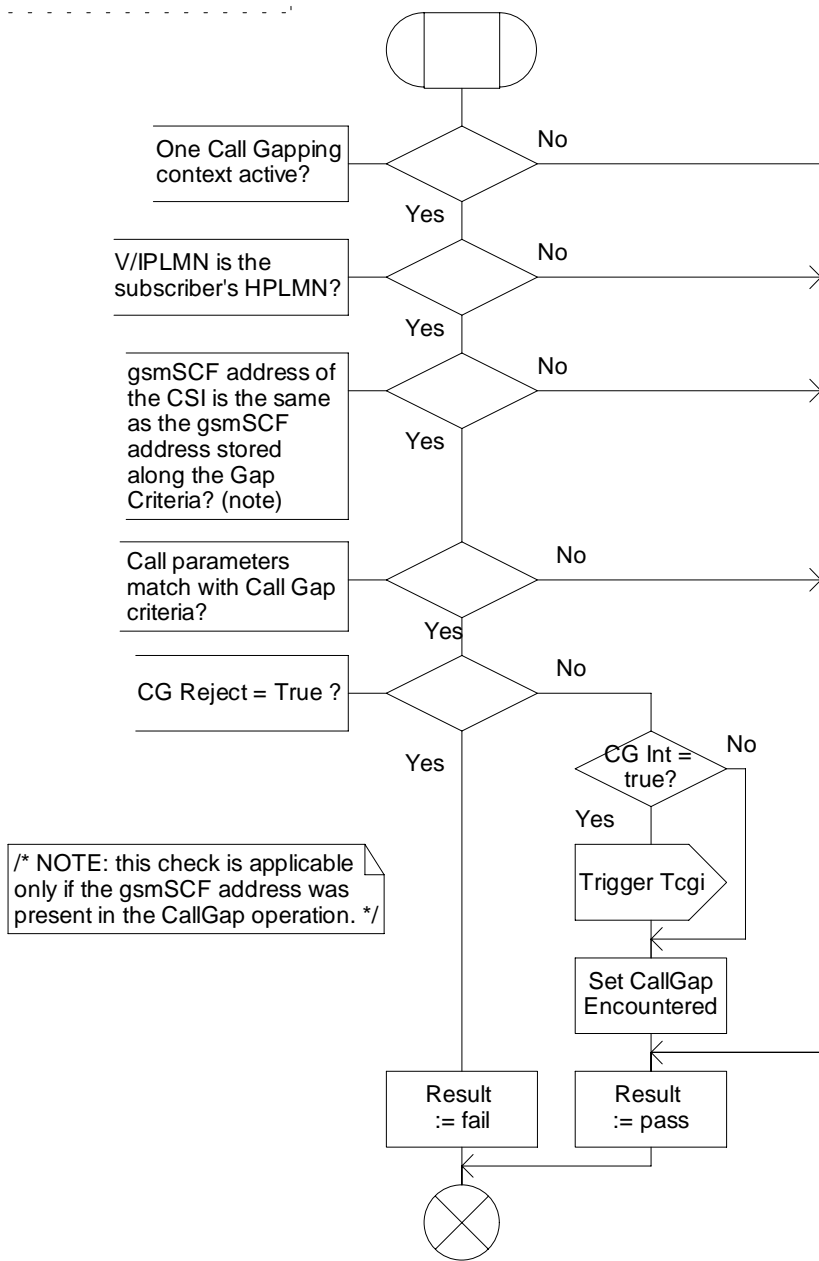 One Call Gapping
context active?
No
Yes
V/IPLMN is the
subscriber's HPLMN?
No
Yes
gsmSCF address of
the CSI is the same
as the gsmSCF
address stored
along the Gap
Criteria? (note)
No
Yes
Call parameters
match with Call Gap
criteria?
No
Yes
CG Reject = True ?
No
Yes
CG Int =
true?
No
Yes
Trigger Tcgi
/* NOTE: this check is applicable
only if the gsmSCF address was
present in the CallGap operation. */
Set CallGap
Encountered
Result
:= fail
Result
:= pass